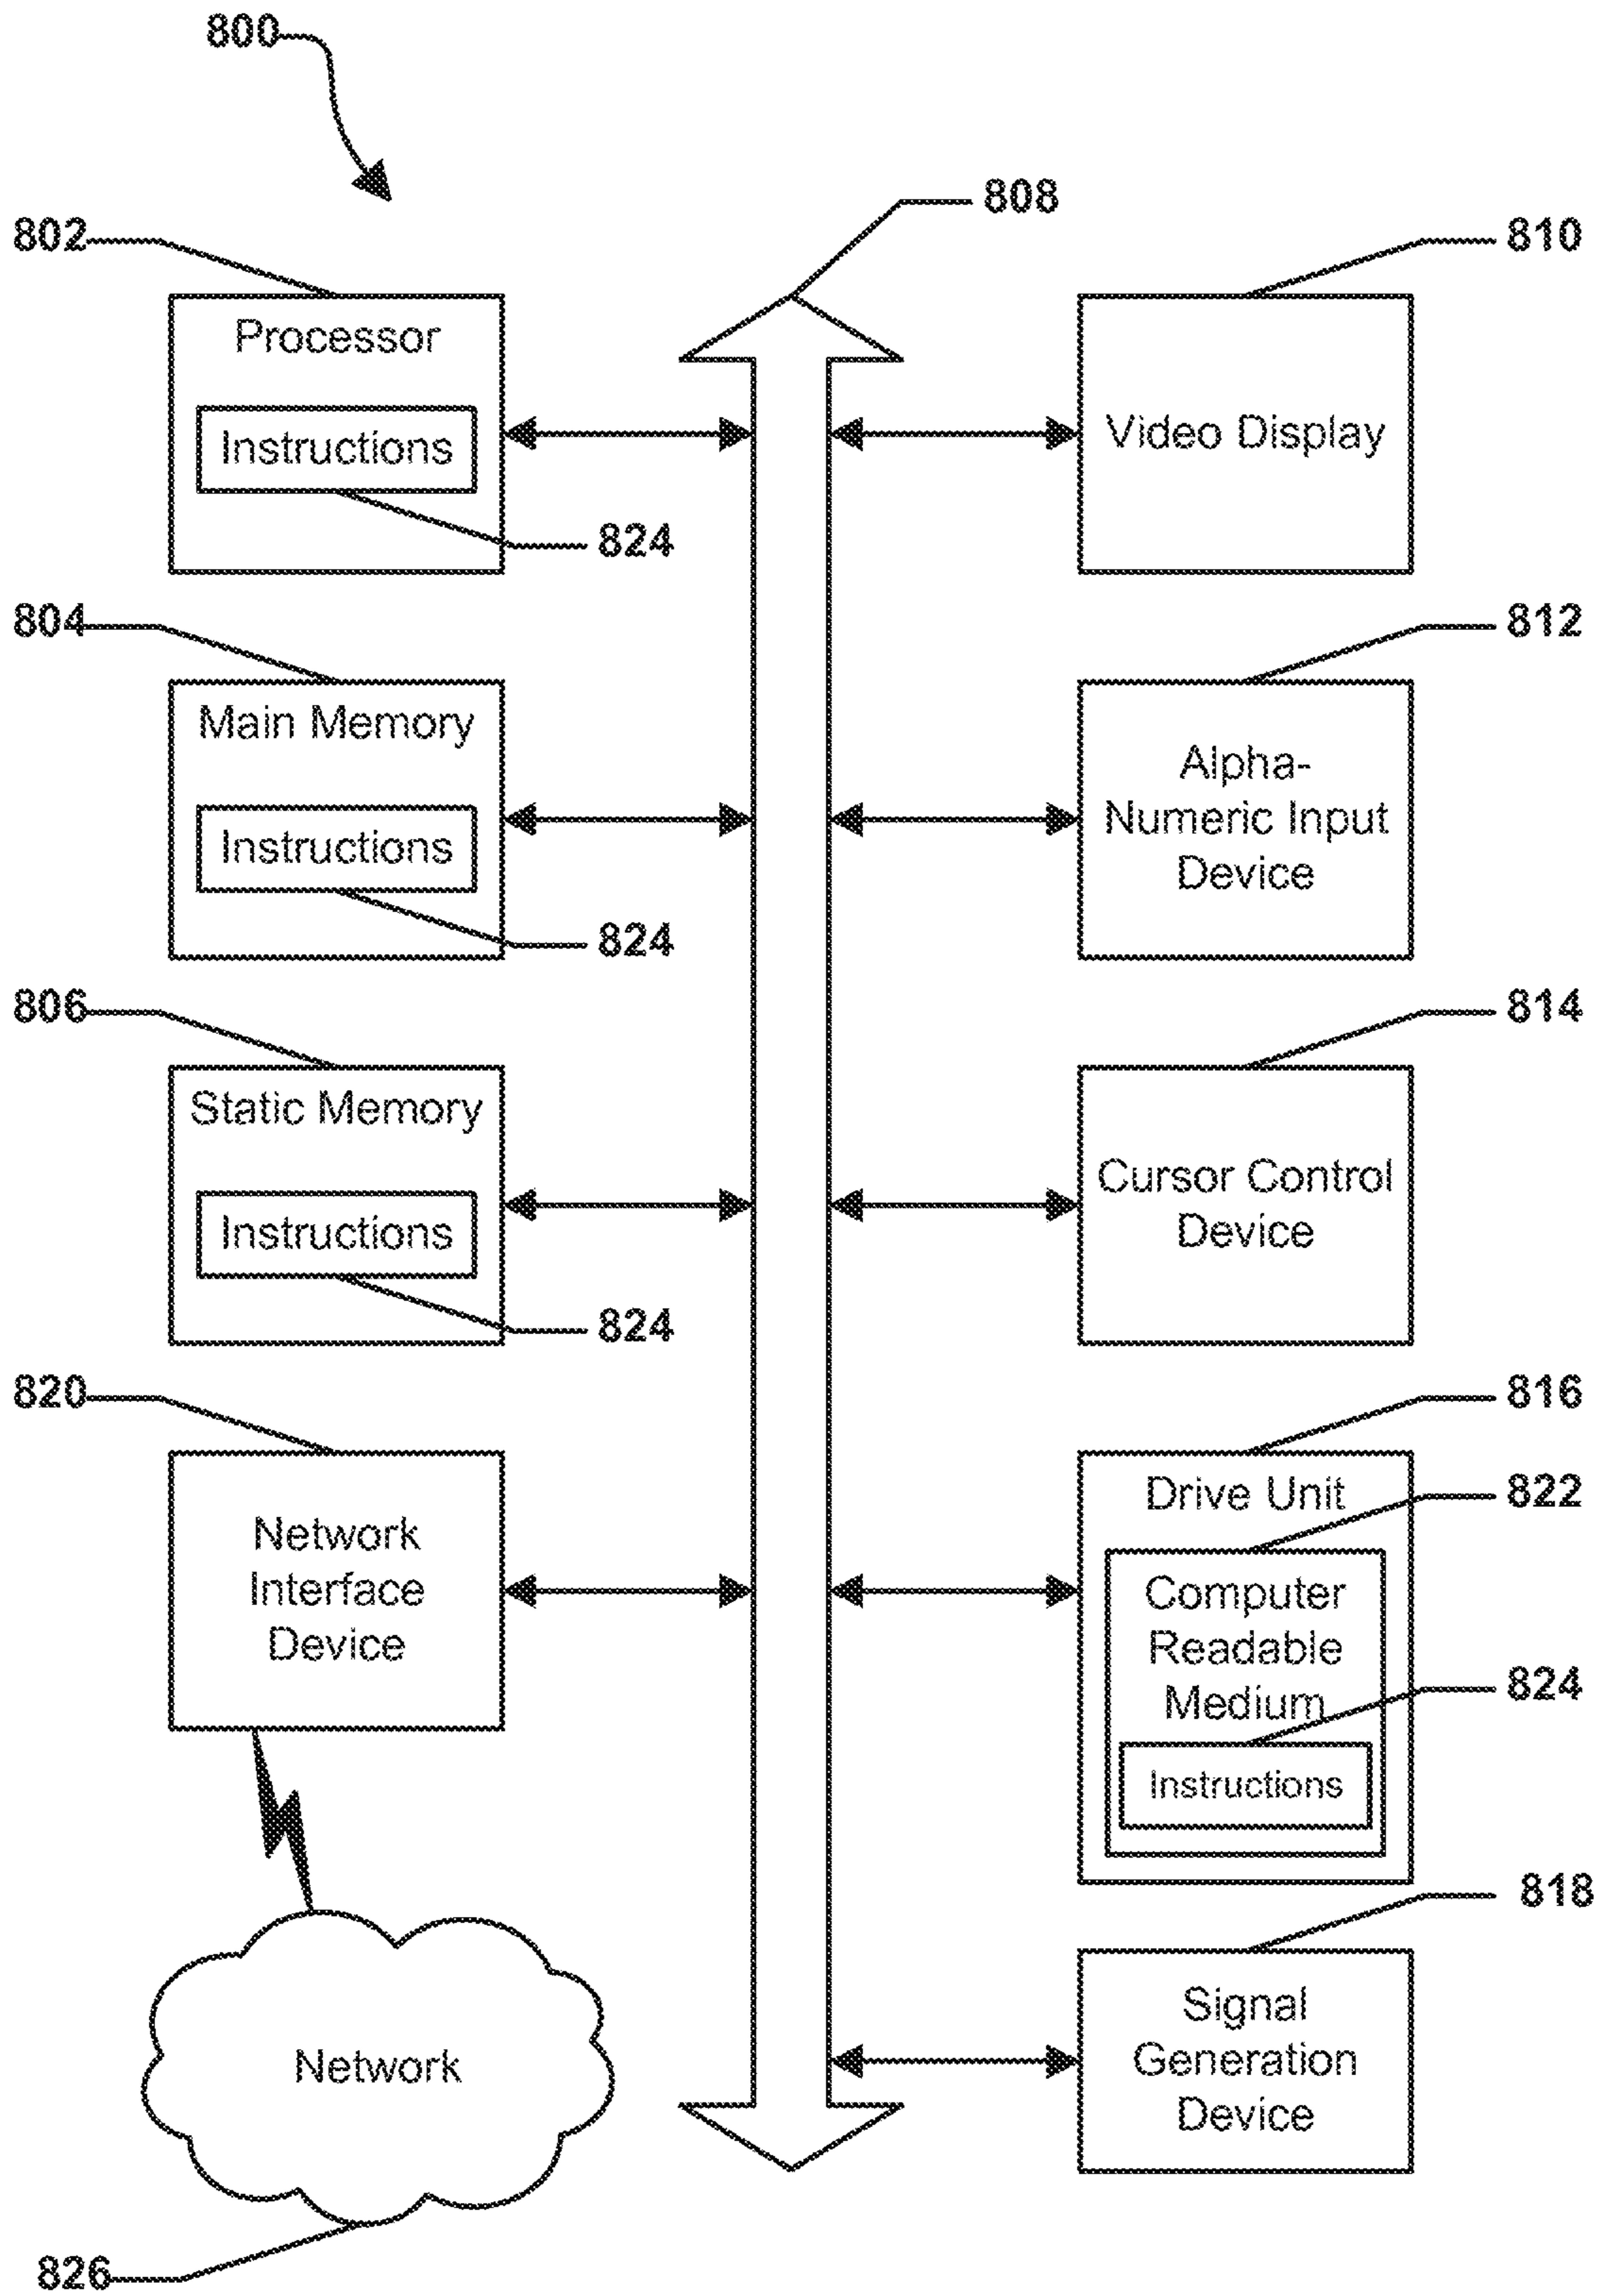 800
808
802
810
Processor
Instructions
824
Video Display
804
812
Main Memory
Instructions
824
Alpha-
Numeric Input
Device
806
814
Static Memory
Instructions
824
Cursor Control
Device
820
816
Network
Interface
Device
Drive Unit
822
Computer
Readable
Medium
824
Instructions
818
Signal
Generation
Device
Network
826